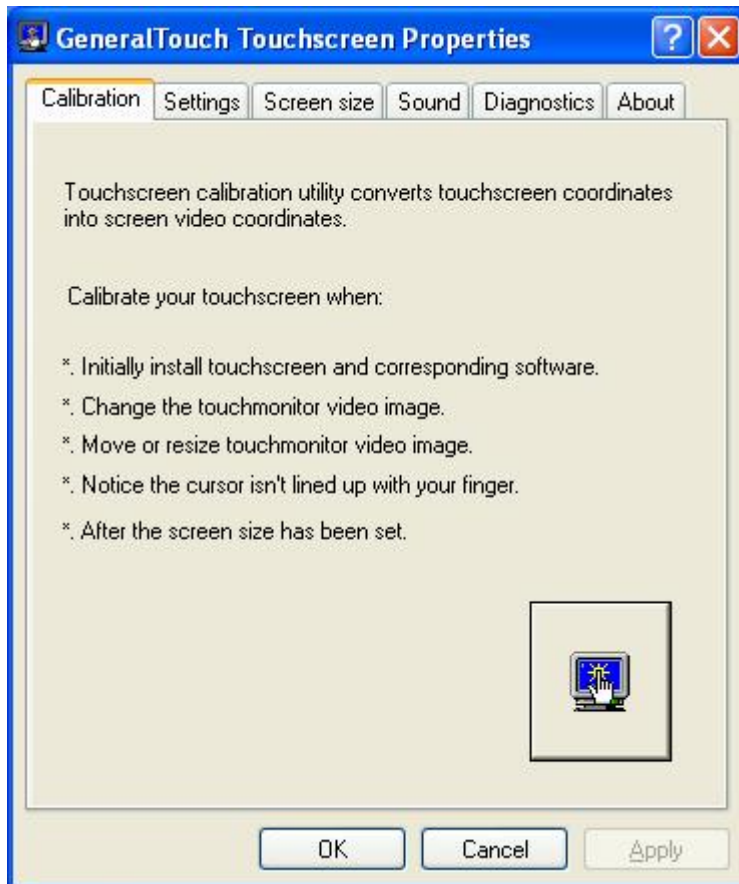 GeneralTouch Touchscreen Properties
Calibration Settings Screen size Sound Diagnostics About
Touchscreen calibration utility converts touchscreen coordinates
into screen video coordinates.
Calibrate your touchscreen when:
*. Initially install touchscreen and corresponding software.
*. Change the touchmonitor video image.
*. Move or resize touchmonitor video image.
*. Notice the cursor isn't lined up with your finger.
*. After the screen size has been set.
OK Cancel Apply